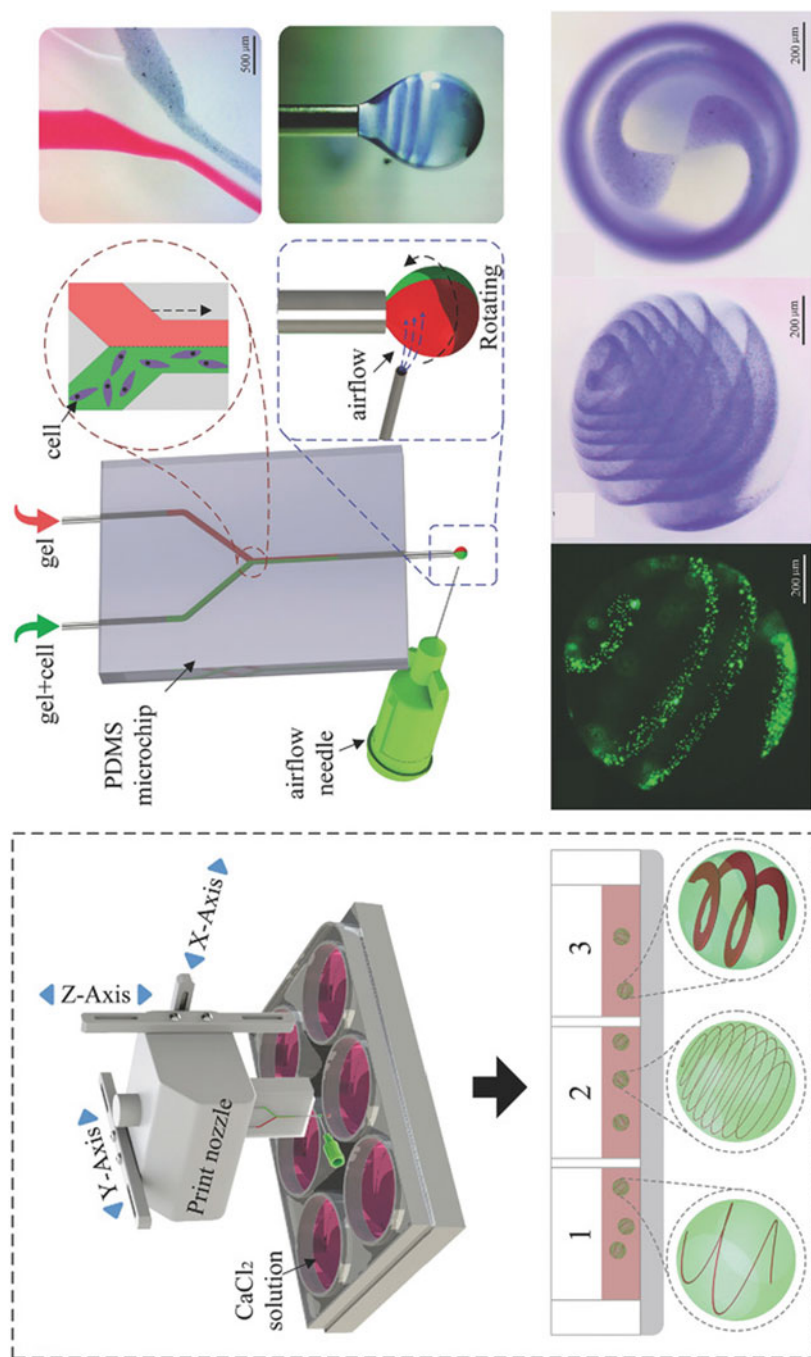 Y-Axis
Z-Axis
X-Axis
Print nozzle
CaCl₂
solution
1
2
3
gel+cell
gel
PDMS
microchip
airflow
needle
cell
airflow
Rotating
500 μm
200 μm
200 μm
200 μm